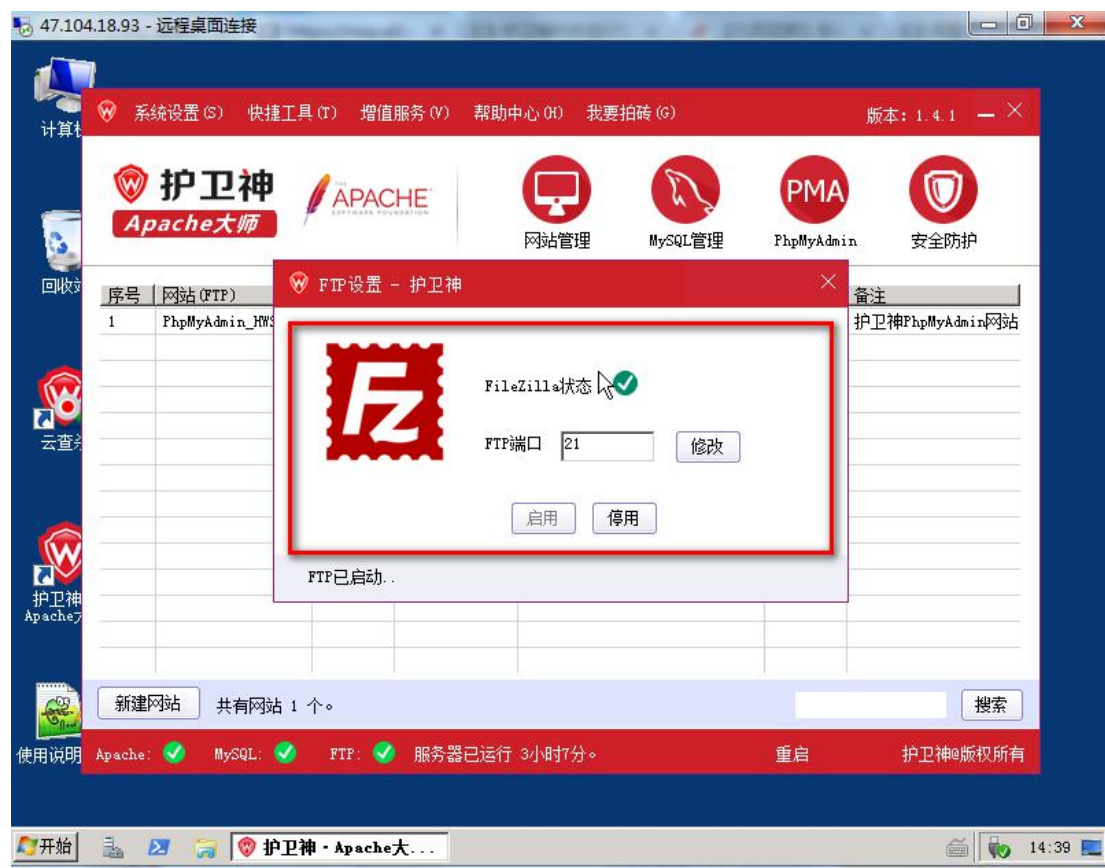 47.104.18.93 - 远程桌面连接
计算机
系统设置(S) 快捷工具(T) 增值服务(V) 帮助中心(H) 我要拍砖(G) 版本: 1.4.1
护卫神
Apache大师
THE
APACHE
SOFTWARE FOUNDATION
PMA
网站管理 MySQL管理 PhpMyAdmin 安全防护
回收站
FTP设置 - 护卫神
序号 网站(FTP) 备注
1 PhpMyAdmin_HWS 护卫神PhpMyAdmin网站
Fz
FileZilla状态
FTP端口 21 修改
云查杀
启用 停用
FTP已启动..
护卫神
Apache大
新建网站 共有网站 1 个。 搜索
使用说明
Apache: MySQL: FTP: 服务器已运行 3小时7分。 重启 护卫神@版权所有
开始 护卫神·Apache大... 14:39